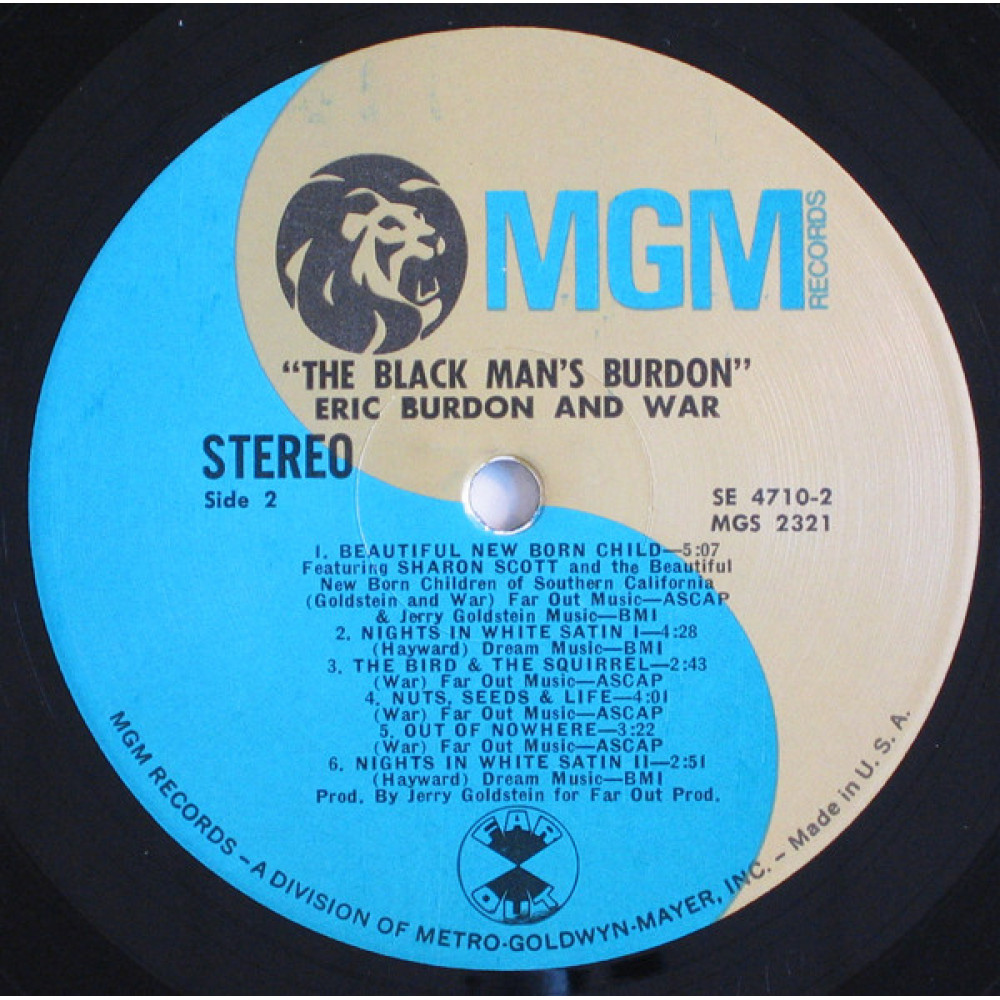 MGM
RECORDS
“THE BLACK MAN'S BURDON”
ERIC BURDON AND WAR
STEREO
Side 2
SE 4710-2
MGS 2321
1. BEAUTIFUL NEW BORN CHILD—5:07
Featuring SHARON SCOTT and the Beautiful
New Born Children of Southern California
(Goldstein and War) Far Out Music—ASCAP
& Jerry Goldstein Music—BMI
2. NIGHTS IN WHITE SATIN I—4:28
(Hayward) Dream Music—BMI
3. THE BIRD & THE SQUIRREL—2:43
(War) Far Out Music—ASCAP
4. NUTS, SEEDS & LIFE—4:01
(War) Far Out Music—ASCAP
5. OUT OF NOWHERE—3:22
(War) Far Out Music—ASCAP
6. NIGHTS IN WHITE SATIN II—2:51
(Hayward) Dream Music—BMI
Prod. By Jerry Goldstein for Far Out Prod.
FAR
OUT
MGM RECORDS – A DIVISION OF METRO-GOLDWYN-MAYER, INC. – Made in U. S. A.